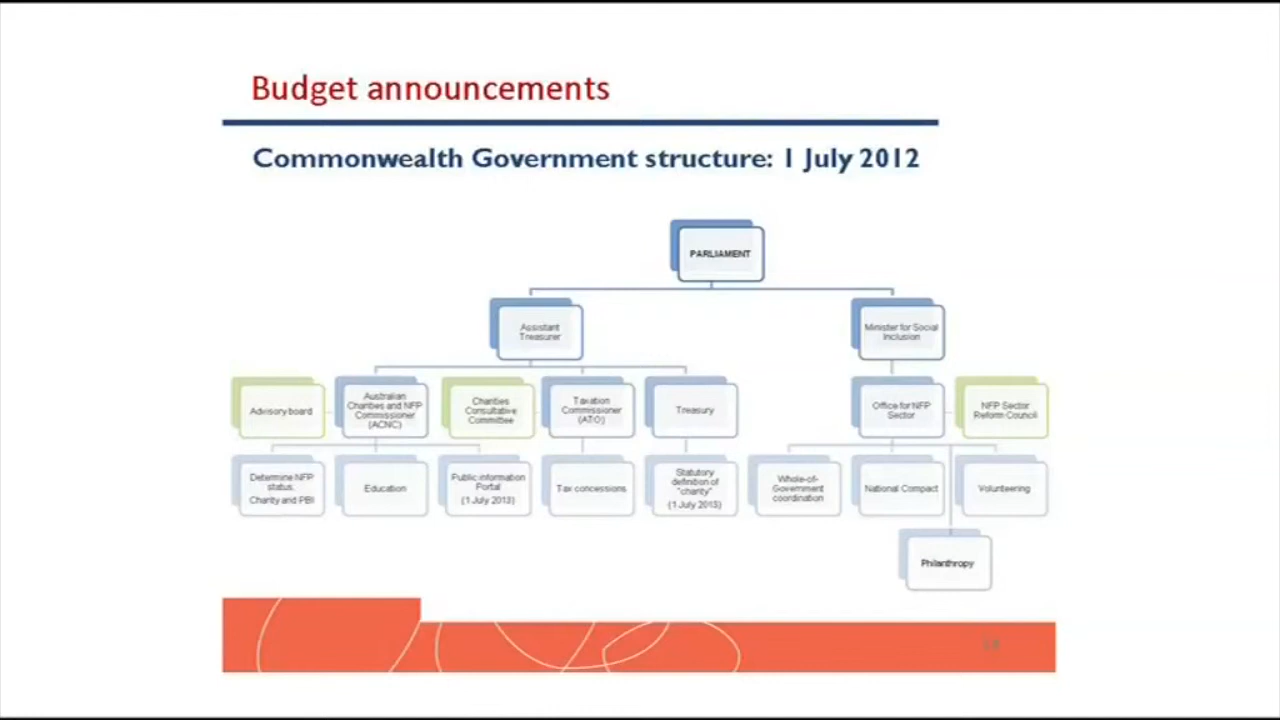 Budget announcements
Commonwealth Government structure: 1 July 2012
PARLIAMENT
Assistant
Treasurer
Minister for Social
Inclusion
Advisory board
Australian
Charities and NFP
Commissioner
(ACNC)
Charities
Consultative
Committee
Taxation
Commissioner
(ATO)
Treasury
Office for NFP
Sector
NFP Sector
Reform Council
Determine NFP
status,
Charity and PBI
Education
Public information
Portal
(1 July 2013)
Tax concessions
Statutory
definition of
"charity"
(1 July 2013)
Whole-of-
Government
coordination
National Compact
Volunteering
Philanthropy